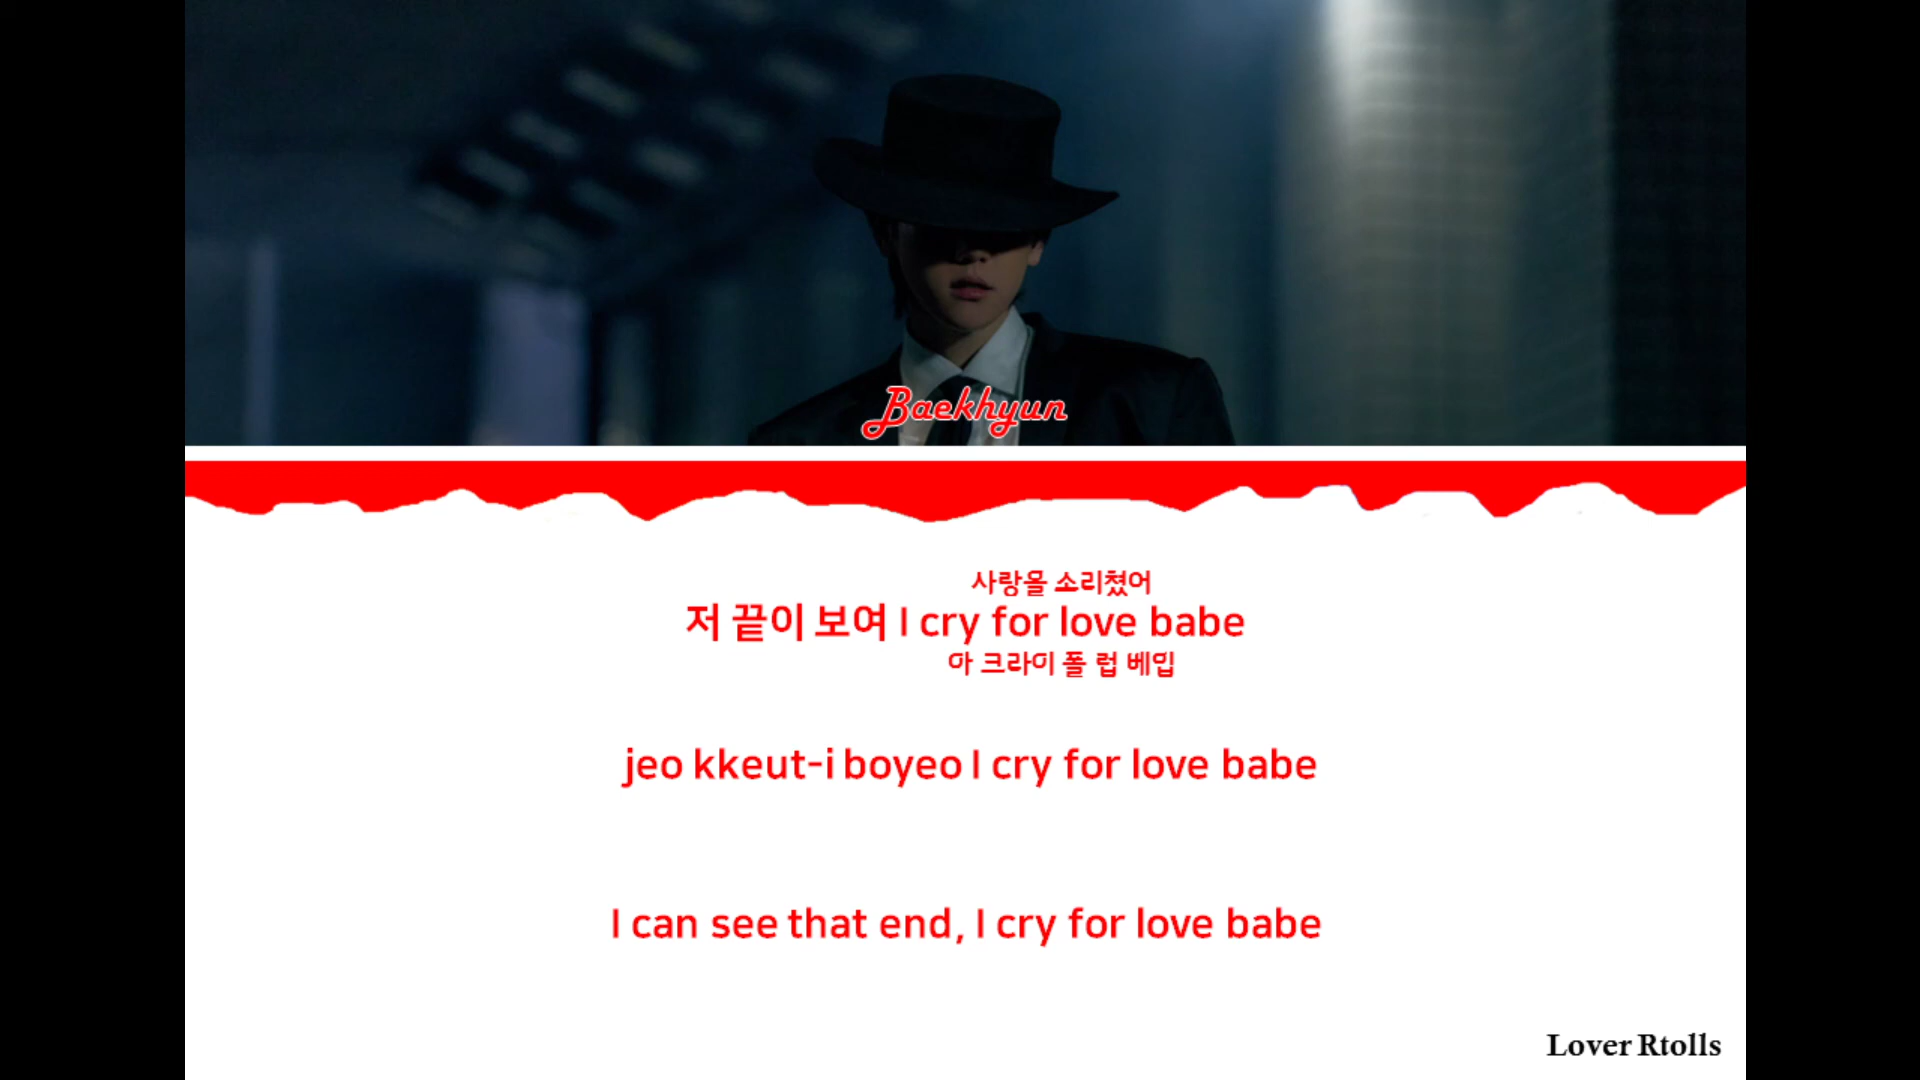 Baekhyun
사랑을 소리쳤어
저 끝이 보여 I cry for love babe
아 크라이 폴 럽 베입
jeo kkeut-i boyeo I cry for love babe
I can see that end, I cry for love babe
Lover Rtolls